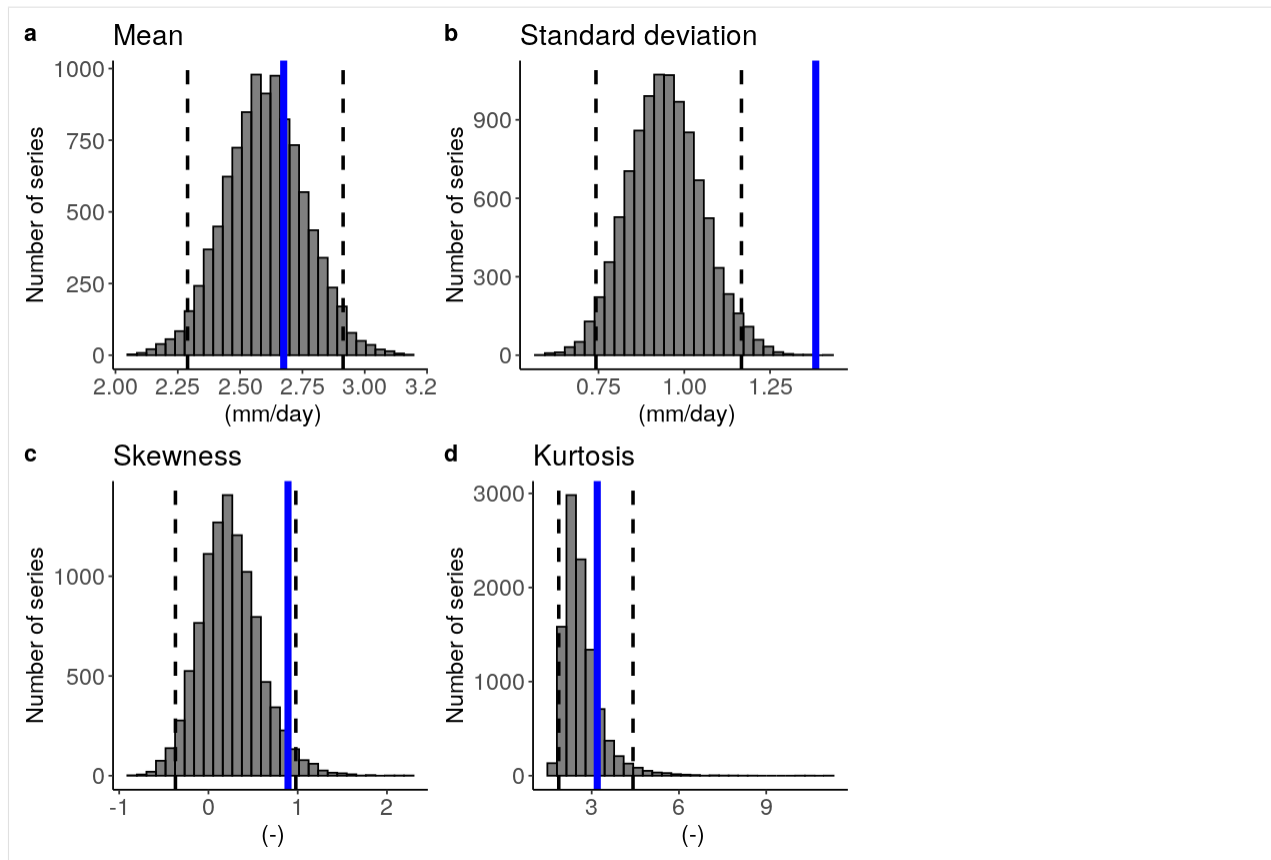 a Mean
Number of series
1000
750
500
250
0
2.00 2.25 2.50 2.75 3.00 3.2
(mm/day)
b Standard deviation
Number of series
900
600
300
0
0.75 1.00 1.25
(mm/day)
c Skewness
Number of series
1000
500
0
-1 0 1 2
(-)
d Kurtosis
Number of series
3000
2000
1000
0
3 6 9
(-)